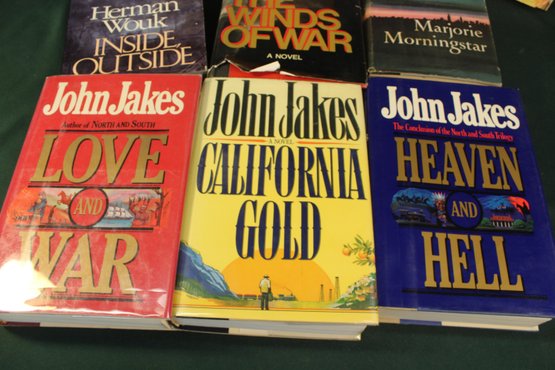 Herman
Wouk
INSIDE,
OUTSIDE
THE
WINDS
OF WAR
A NOVEL
Marjorie
Morningstar
John Jakes
Author of NORTH AND SOUTH
LOVE
AND
WAR
John Jakes
A NOVEL
CALIFORNIA
GOLD
John Jakes
The Conclusion of the North and South Trilogy
HEAVEN
AND
HELL